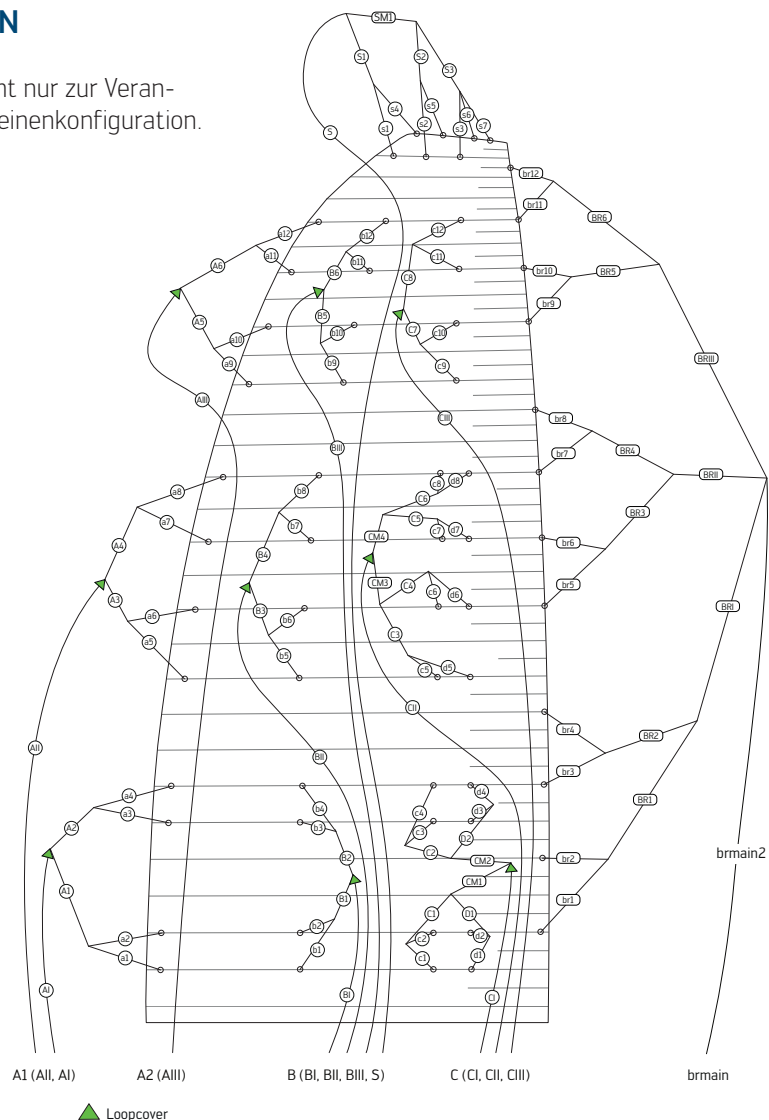 N
nt nur zur Veran-
einenkonfiguration.
SM1
S1 S2 S3
s4 s5 s6
S s1 s2 s3 s7
br12
br11
BR6
a12 b12 c12
A6 a11 b11 c11
B6 C8 br10 BR5
br9
A5 B5 C7
a10 b10 c10
a9 b9 c9
BRIII
AIII
CIII br8
BIII BR4
br7
BRII
a8 b8 c8 d8
C6
a7 b7 C5 c7 d7
BR3
A4 B4 CM4 br6
CM3 C4 c6 d6 br5
A3 B3
a6 b6
a5 C3
b5 c5 d5
BRI
CII
br4
BR2
AII BII
br3
a4 d4
a3 b4 c4 d3
BR1
A2 b3 c3 D2
B2 C2 CM2 br2
brmain2
A1 CM1
B1 br1
C1 D1
b2
a2 c2 d2
a1 b1 c1 d1
AI BI CI
A1 (AII, AI) A2 (AIII) B (BI, BII, BIII, S) C (CI, CII, CIII) brmain
Loopcover